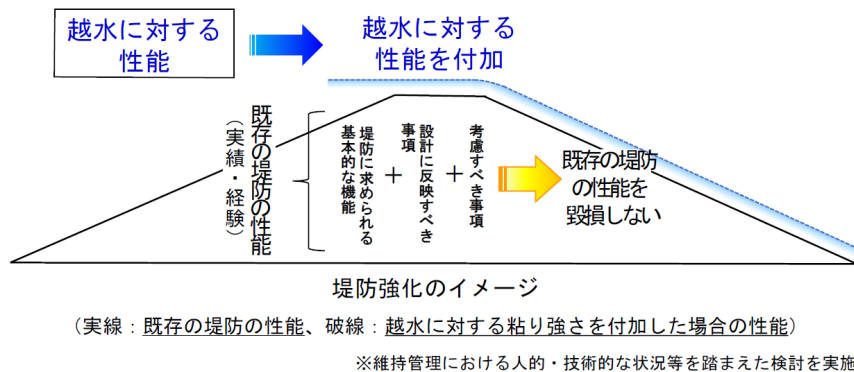 越水に対する
性能
越水に対する
性能を付加
既存の堤防の性能
（実績・経験）
堤防に求められる
基本的な機能
＋
設計に反映すべき
事項
＋
考慮すべき事項
既存の堤防
の性能を
毀損しない
堤防強化のイメージ
（実線：既存の堤防の性能、破線：越水に対する粘り強さを付加した場合の性能）
※維持管理における人的・技術的な状況等を踏まえた検討を実施